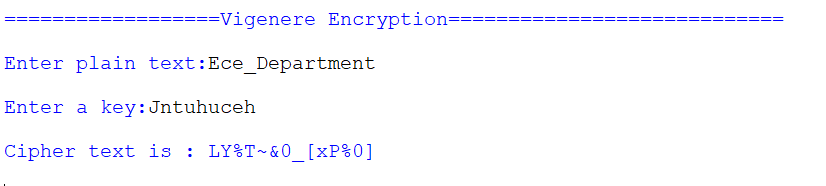 ==================Vigenere Encryption============================
Enter plain text:Ece_Department
Enter a key:Jntuhuceh
Cipher text is : LY%T~&0_[xP%0]